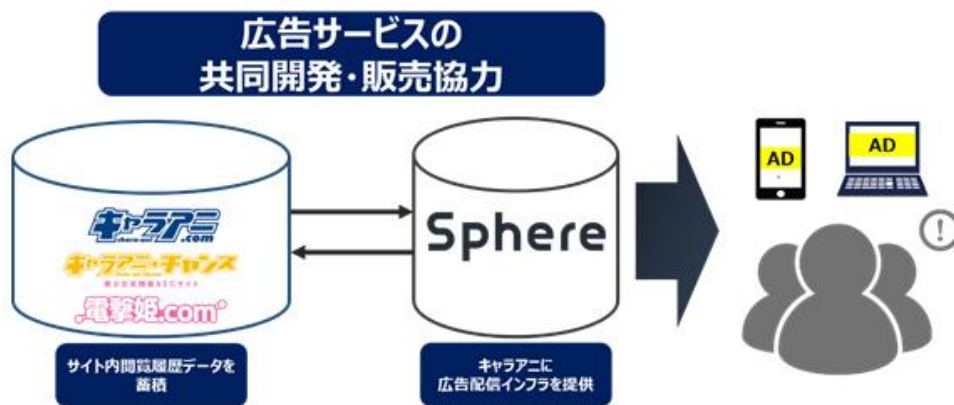 広告サービスの
共同開発・販売協力
キャラアニ
chara-ani
.com
キャラアニ・チャンス
電撃姫.com
サイト内閲覧履歴データを
蓄積
Sphere
キャラアニに
広告配信インフラを提供
AD
AD
!